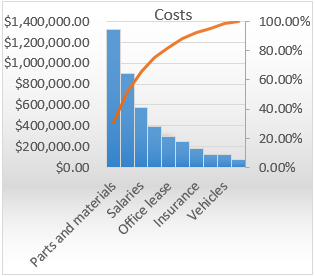 Costs
$1,400,000.00
$1,200,000.00
$1,000,000.00
$800,000.00
$600,000.00
$400,000.00
$200,000.00
$0.00
100.00%
80.00%
60.00%
40.00%
20.00%
0.00%
Parts and materials
Salaries
Office lease
Insurance
Vehicles